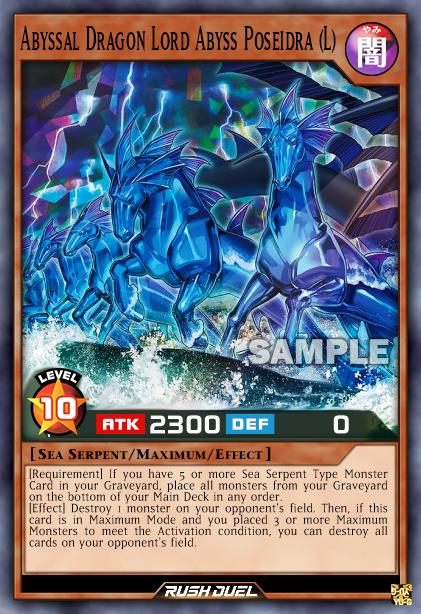 Abyssal Dragon Lord Abyss Poseidra (L)
やみ
闇
SAMPLE
LEVEL
10
ATK 2300 DEF 0
[Sea Serpent/Maximum/Effect]
[Requirement] If you have 5 or more Sea Serpent Type Monster
Card in your Graveyard, place all monsters from your Graveyard
on the bottom of your Main Deck in any order.
[Effect] Destroy 1 monster on your opponent's field. Then, if this
card is in Maximum Mode and you placed 3 or more Maximum
Monsters to meet the Activation condition, you can destroy all
cards on your opponent's field.
RUSH DUEL